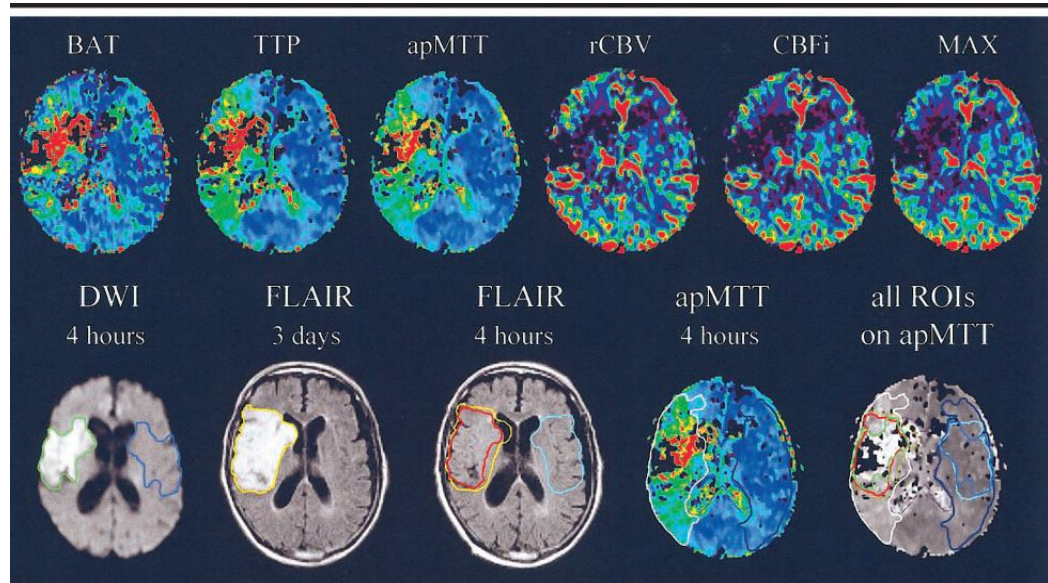 BAT TTP apMTT rCBV CBFi MAX
DWI FLAIR FLAIR apMTT all ROIs
4 hours 3 days 4 hours 4 hours on apMTT